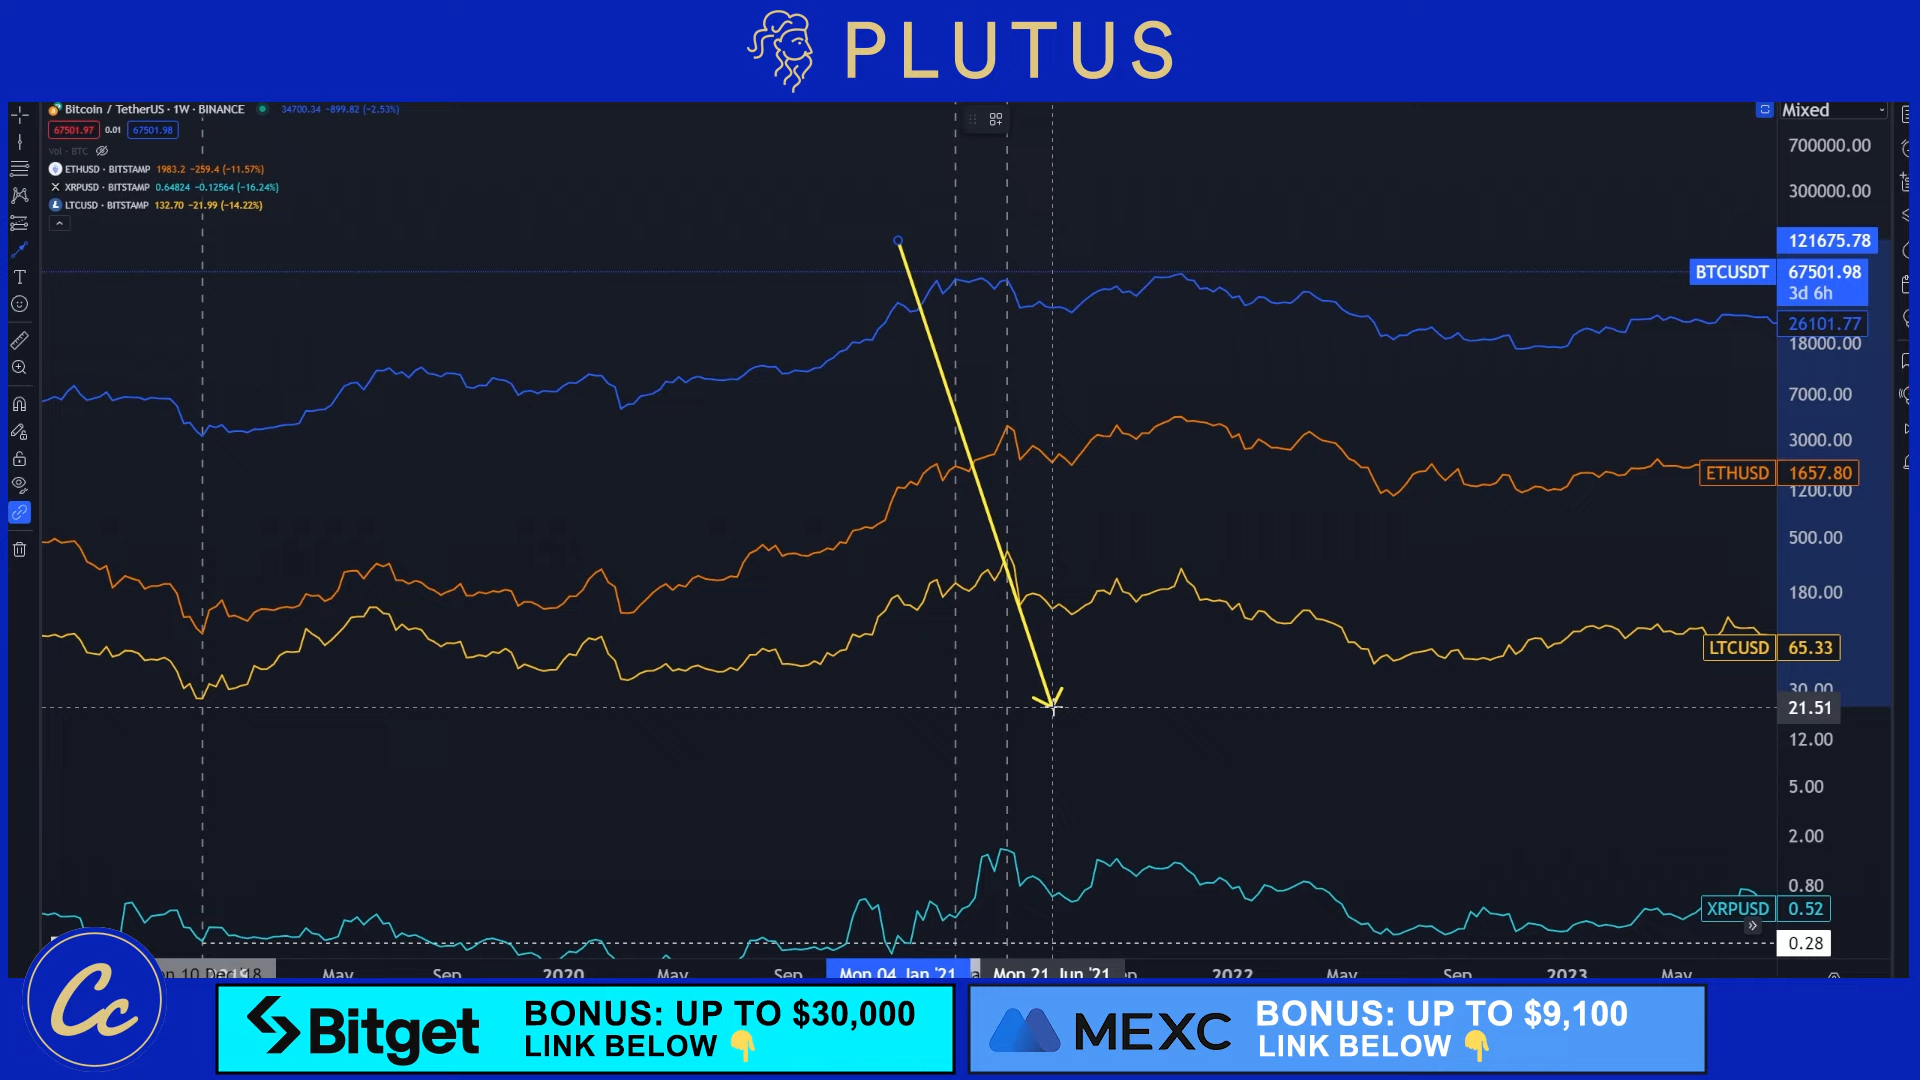 PLUTUS
Bitcoin / TetherUS · 1W · BINANCE 34700.34 −899.82 (−2.53%)
67501.97 0.01 67501.98
Vol · BTC
ETHUSD · BITSTAMP 1983.2 −259.4 (−11.57%)
XRPUSD · BITSTAMP 0.64824 −0.12564 (−16.24%)
LTCUSD · BITSTAMP 132.70 −21.99 (−14.22%)
Mixed
700000.00
300000.00
121675.78
BTCUSDT 67501.98
3d 6h
26101.77
18000.00
7000.00
3000.00
ETHUSD 1657.80
1200.00
500.00
180.00
LTCUSD 65.33
30.00
21.51
12.00
5.00
2.00
0.80
XRPUSD 0.52
0.28
10 Dec '18 May Sep 2020 May Sep Mon 04 Jan '21 Mon 21 Jun '21 2022 May Sep 2023 May
Cc
Bitget
BONUS: UP TO $30,000
LINK BELOW 👇
MEXC
BONUS: UP TO $9,100
LINK BELOW 👇